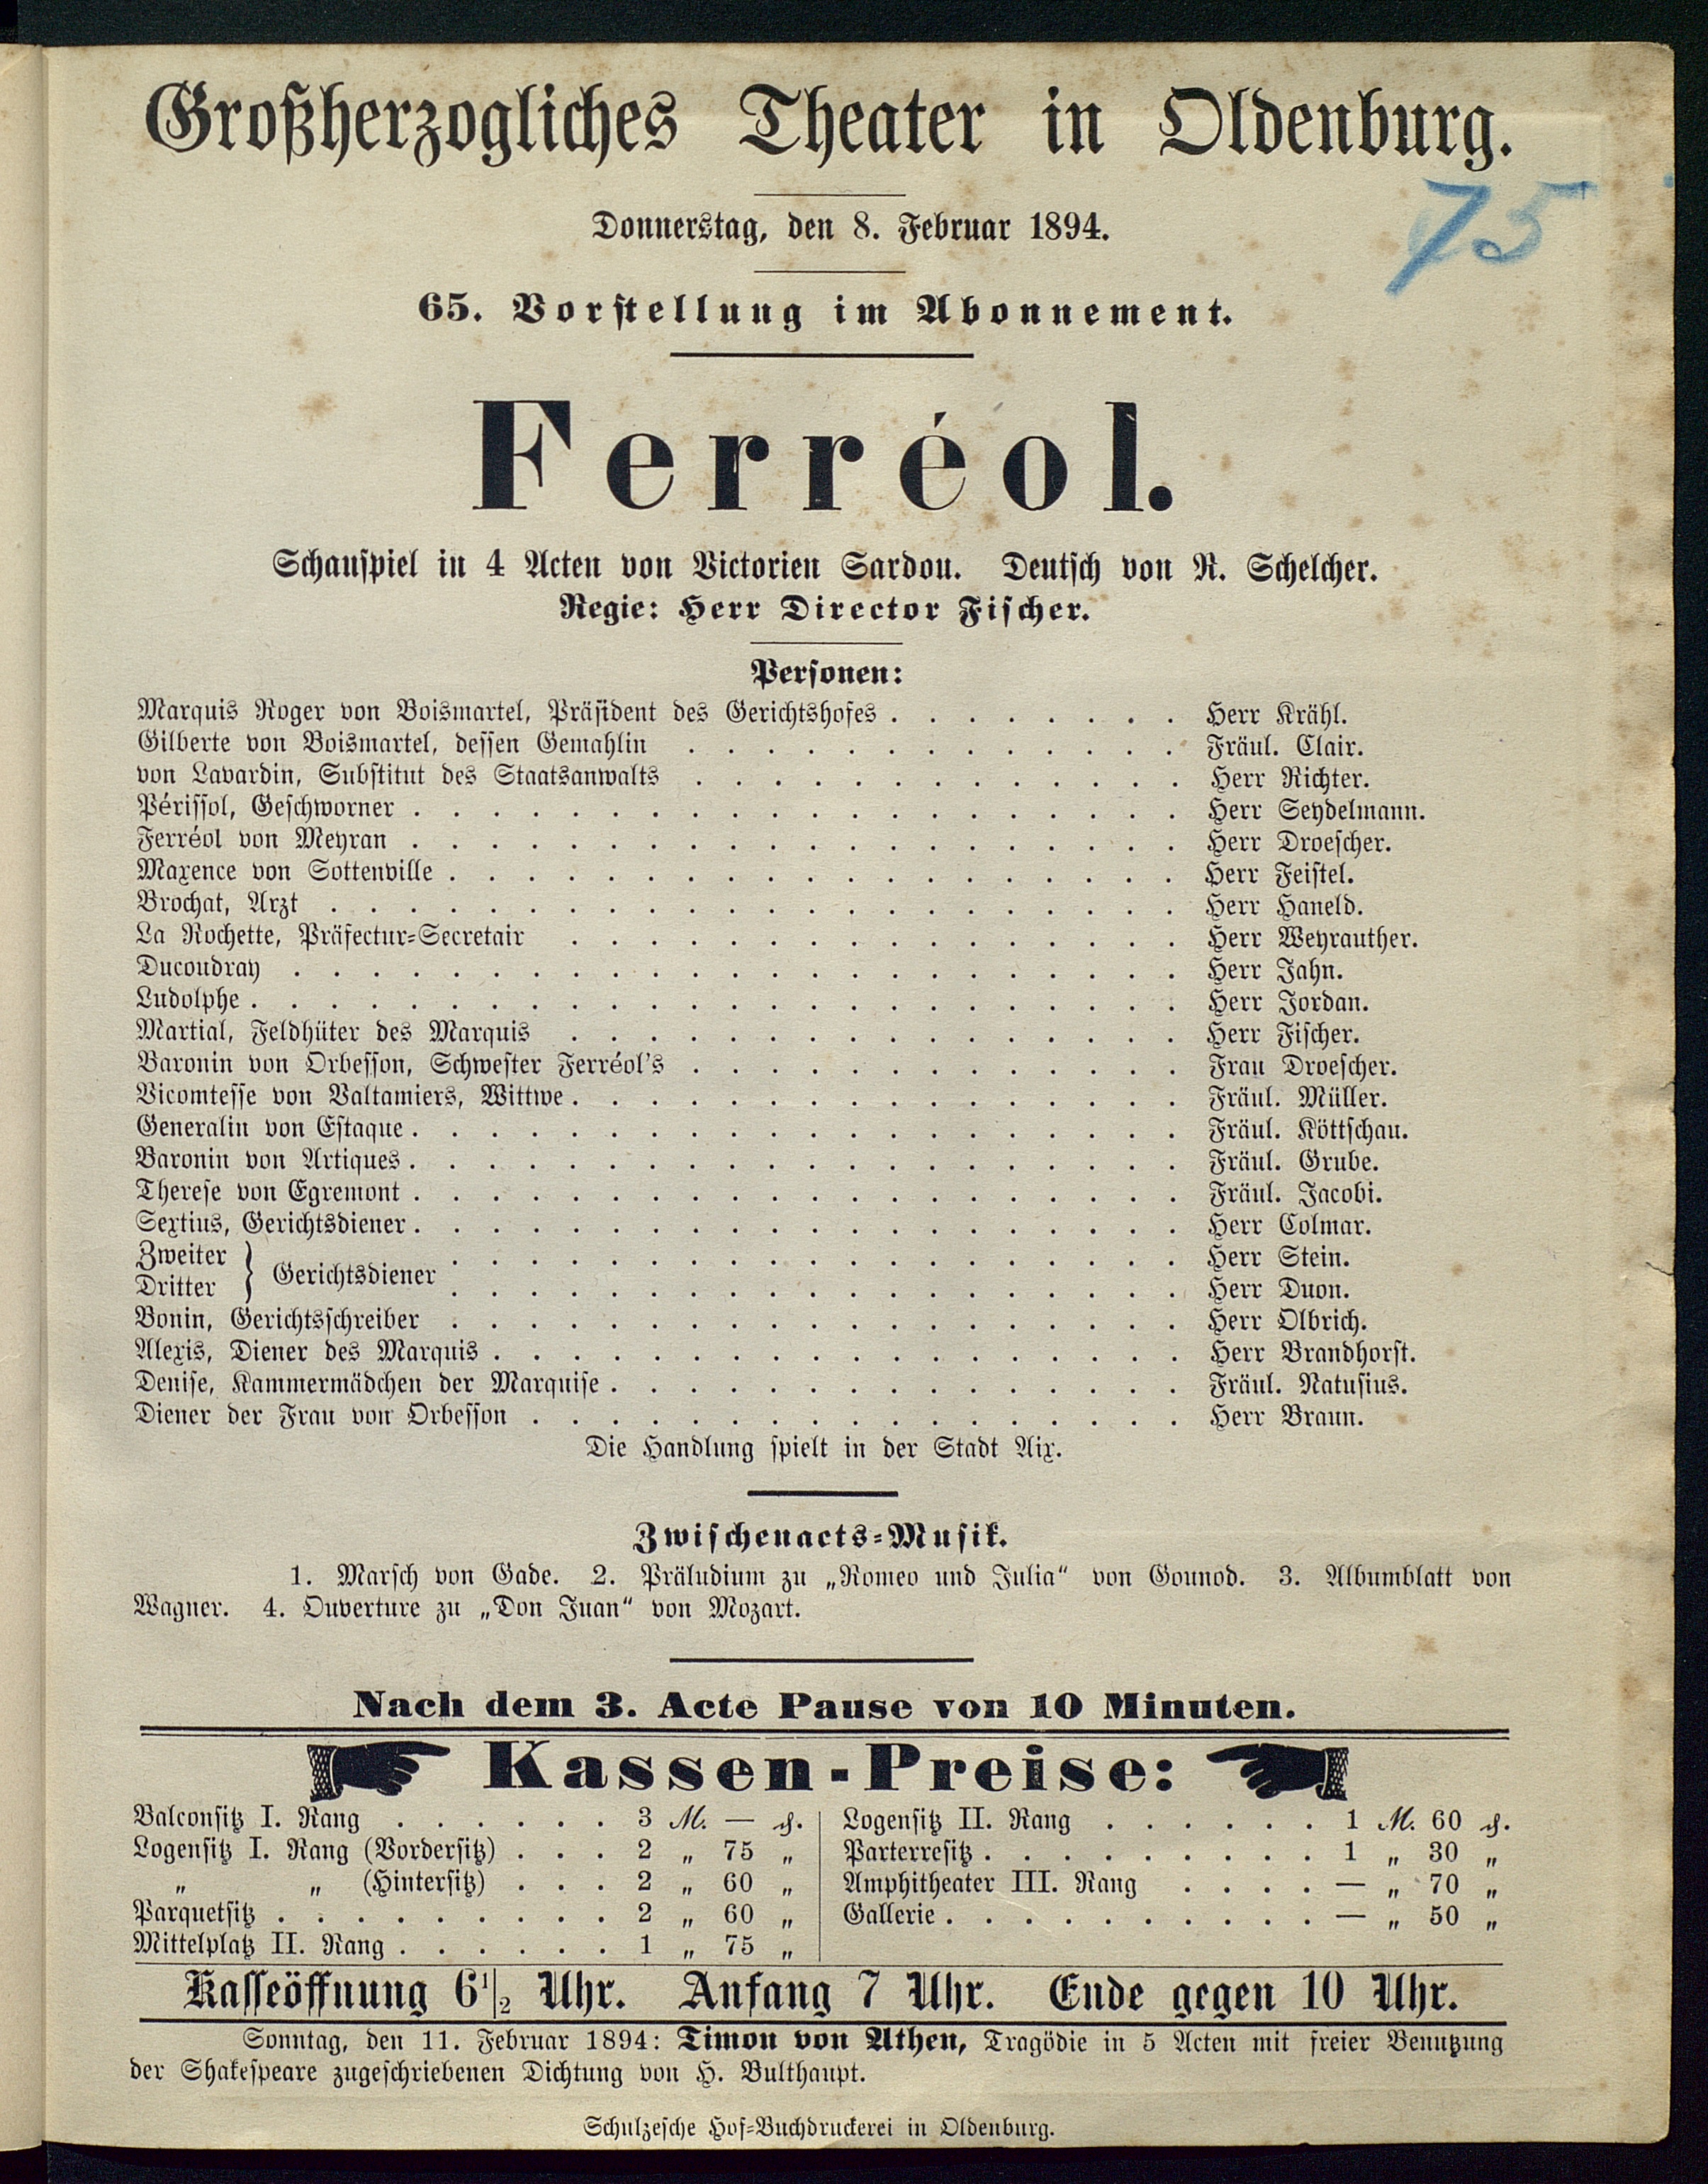 Großherzogliches Theater in Oldenburg.
75
Donnerstag, den 8. Februar 1894.
65. Vorstellung im Abonnement.
Ferréol.
Schauspiel in 4 Acten von Victorien Sardou. Deutsch von R. Schelcher.
Regie: Herr Director Fischer.
Personen:
Marquis Roger von Boismartel, Präsident des Gerichtshofes . . . . . . . . Herr Krähl.
Gilberte von Boismartel, dessen Gemahlin . . . . . . . . . . . . . Fräul. Clair.
von Lavardin, Substitut des Staatsanwalts . . . . . . . . . . . . . Herr Richter.
Périssol, Geschworner . . . . . . . . . . . . . . . . . . . . Herr Seydelmann.
Ferréol von Meyran . . . . . . . . . . . . . . . . . . . . Herr Droescher.
Maxence von Sottenville . . . . . . . . . . . . . . . . . . . Herr Feistel.
Brochat, Arzt . . . . . . . . . . . . . . . . . . . . . . Herr Haneld.
La Rochette, Präfectur-Secretair . . . . . . . . . . . . . . . . Herr Weyrauther.
Ducoudray . . . . . . . . . . . . . . . . . . . . . . . Herr Jahn.
Ludolphe . . . . . . . . . . . . . . . . . . . . . . . . Herr Jordan.
Martial, Feldhüter des Marquis . . . . . . . . . . . . . . . Herr Fischer.
Baronin von Orbesson, Schwester Ferréol's . . . . . . . . . . . . . Frau Droescher.
Vicomtesse von Valtamiers, Wittwe . . . . . . . . . . . . . . . . Fräul. Müller.
Generalin von Estaque . . . . . . . . . . . . . . . . . . . . Fräul. Köttschau.
Baronin von Artiques . . . . . . . . . . . . . . . . . . . . Fräul. Grube.
Therese von Egremont . . . . . . . . . . . . . . . . . . . . Fräul. Jacobi.
Sextius, Gerichtsdiener . . . . . . . . . . . . . . . . . . . . Herr Colmar.
Zweiter } Gerichtsdiener . . . . . . . . . . . . . . . . . . . Herr Stein.
Dritter } . . . . . . . . . . . . . . . . . . . Herr Duon.
Bonin, Gerichtsschreiber . . . . . . . . . . . . . . . . . . . Herr Olbrich.
Alexis, Diener des Marquis . . . . . . . . . . . . . . . . . . Herr Brandhorst.
Denise, Kammermädchen der Marquise . . . . . . . . . . . . . . . Fräul. Natusius.
Diener der Frau von Orbesson . . . . . . . . . . . . . . . . . Herr Braun.
Die Handlung spielt in der Stadt Aix.
Zwischenacts-Musik.
1. Marsch von Gade. 2. Präludium zu „Romeo und Julia“ von Gounod. 3. Albumblatt von
Wagner. 4. Ouverture zu „Don Juan“ von Mozart.
Nach dem 3. Acte Pause von 10 Minuten.
Kassen-Preise:
Balconsitz I. Rang . . . . . . 3 M. — ₰.
Logensitz I. Rang (Vordersitz) . . . 2 „ 75 „
„ „ (Hintersitz) . . . 2 „ 60 „
Parquetsitz . . . . . . . . . 2 „ 60 „
Mittelplatz II. Rang . . . . . . 1 „ 75 „
Logensitz II. Rang . . . . . . 1 M. 60 ₰.
Parterresitz . . . . . . . . . 1 „ 30 „
Amphitheater III. Rang . . . . — „ 70 „
Gallerie . . . . . . . . . . — „ 50 „
Kasseöffnung 6 1/2 Uhr. Anfang 7 Uhr. Ende gegen 10 Uhr.
Sonntag, den 11. Februar 1894: Timon von Athen, Tragödie in 5 Acten mit freier Benutzung
der Shakespeare zugeschriebenen Dichtung von H. Bulthaupt.
Schulzesche Hof-Buchdruckerei in Oldenburg.